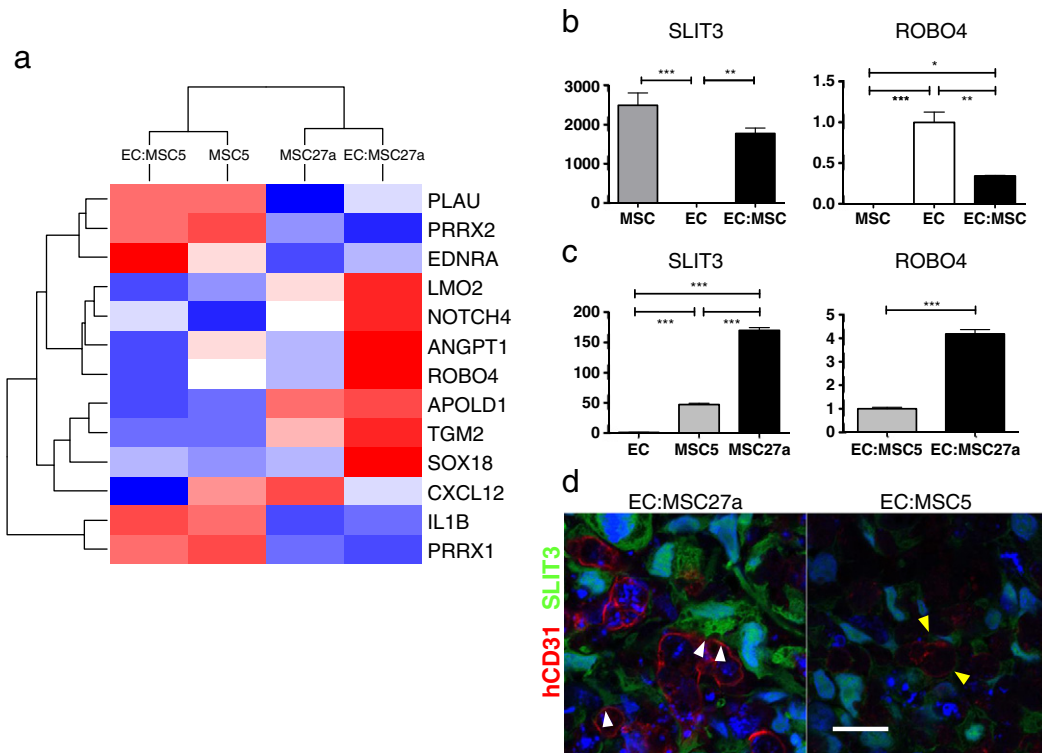 a
EC:MSC5 MSC5 MSC27a EC:MSC27a
PLAU
PRRX2
EDNRA
LMO2
NOTCH4
ANGPT1
ROBO4
APOLD1
TGM2
SOX18
CXCL12
IL1B
PRRX1
b
SLIT3
*** **
3000
2000
1000
0
MSC EC EC:MSC
ROBO4
*
*** **
1.5
1.0
0.5
0.0
MSC EC EC:MSC
c
SLIT3
***
*** ***
200
150
100
50
0
EC MSC5 MSC27a
ROBO4
***
5
4
3
2
1
0
EC:MSC5 EC:MSC27a
d
EC:MSC27a EC:MSC5
hCD31 SLIT3